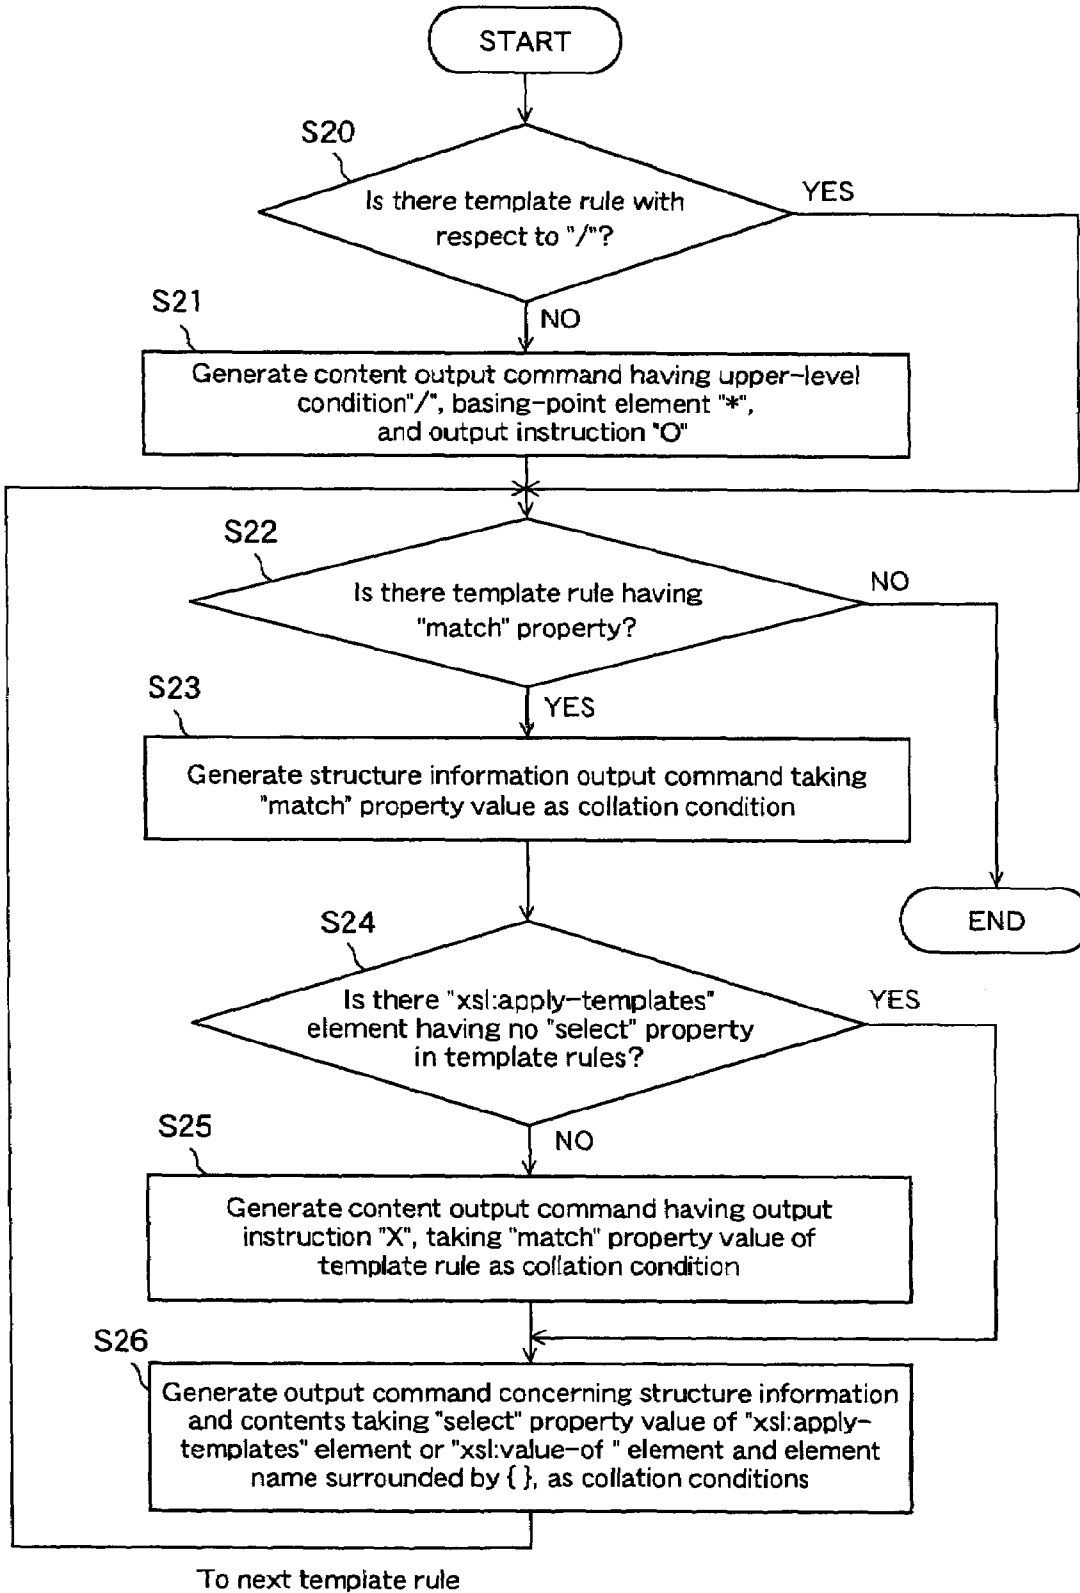 START
S20
Is there template rule with
respect to "/"?
YES
NO
S21
Generate content output command having upper-level
condition"/", basing-point element "*",
and output instruction "O"
S22
Is there template rule having
"match" property?
NO
YES
S23
Generate structure information output command taking
"match" property value as collation condition
END
S24
Is there "xsl:apply-templates"
element having no "select" property
in template rules?
YES
NO
S25
Generate content output command having output
instruction "X", taking "match" property value of
template rule as collation condition
S26
Generate output command concerning structure information
and contents taking "select" property value of "xsl:apply-
templates" element or "xsl:value-of " element and element
name surrounded by { }, as collation conditions
To next template rule